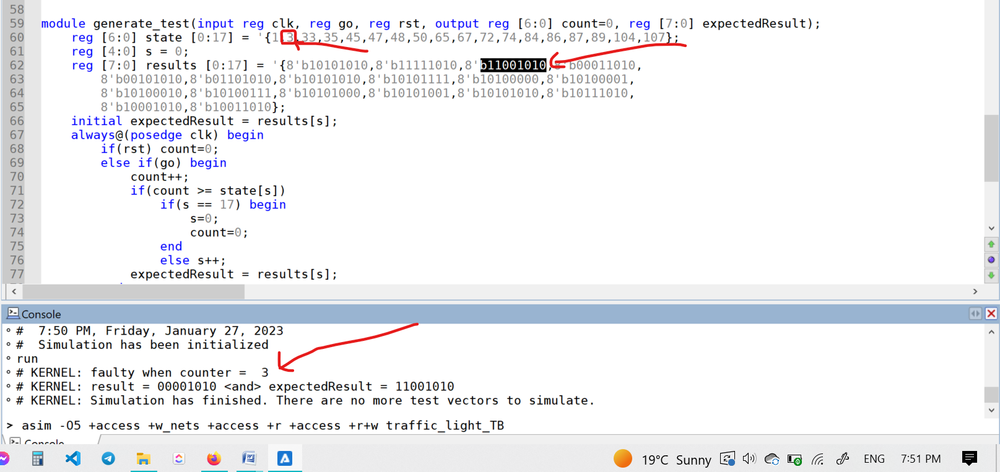 58
59 module generate_test(input reg clk, reg go, reg rst, output reg [6:0] count=0, reg [7:0] expectedResult);
60 reg [6:0] state [0:17] = '{1,3,33,35,45,47,48,50,65,67,72,74,84,86,87,89,104,107};
61 reg [4:0] s = 0;
62 reg [7:0] results [0:17] = '{8'b10101010,8'b11111010,8'b11001010,8'b00011010,
63 8'b00101010,8'b01101010,8'b10101010,8'b10101111,8'b10100000,8'b10100001,
64 8'b10100010,8'b10100111,8'b10101000,8'b10101001,8'b10101010,8'b10111010,
65 8'b10001010,8'b10011010};
66 initial expectedResult = results[s];
67 always@(posedge clk) begin
68 if(rst) count=0;
69 else if(go) begin
70 count++;
71 if(count >= state[s])
72 if(s == 17) begin
73 s=0;
74 count=0;
75 end
76 else s++;
77 expectedResult = results[s];
Console
# 7:50 PM, Friday, January 27, 2023
# Simulation has been initialized
run
# KERNEL: faulty when counter = 3
# KERNEL: result = 00001010 <and> expectedResult = 11001010
# KERNEL: Simulation has finished. There are no more test vectors to simulate.
> asim -O5 +access +w_nets +access +r +access +r+w traffic_light_TB
Console
19°C Sunny ENG 7:51 PM